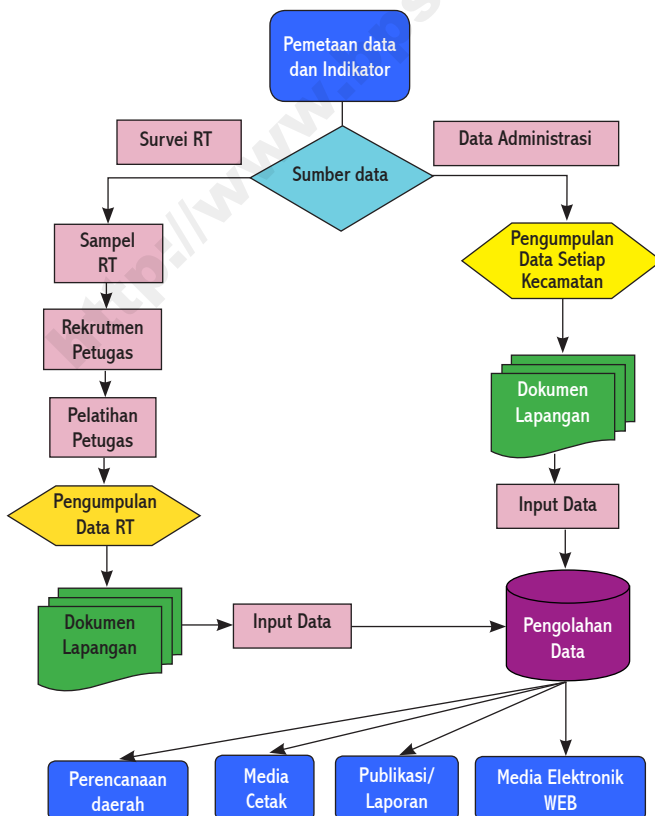 Pemetaan data
dan Indikator
Survei RT
Data Administrasi
Sumber data
Sampel
RT
Pengumpulan
Data Setiap
Kecamatan
Rekrutmen
Petugas
Dokumen
Lapangan
Pelatihan
Petugas
Pengumpulan
Data RT
Input Data
Dokumen
Lapangan
Input Data
Pengolahan
Data
Perencanaan
daerah
Media
Cetak
Publikasi/
Laporan
Media Elektronik
WEB
http://www.